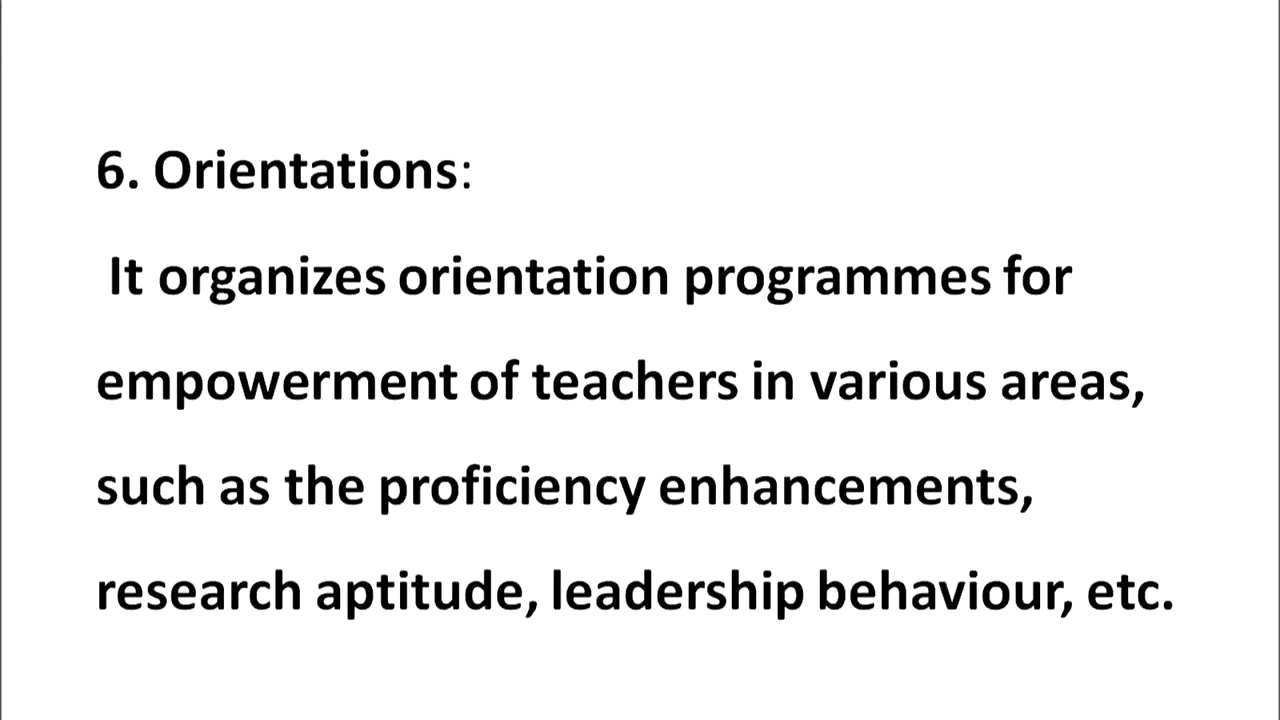 6. Orientations:
It organizes orientation programmes for
empowerment of teachers in various areas,
such as the proficiency enhancements,
research aptitude, leadership behaviour, etc.